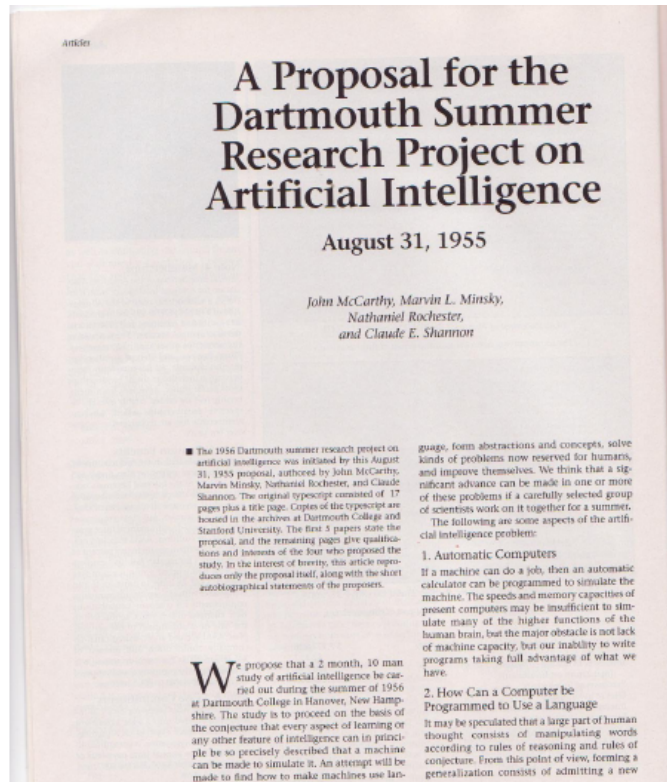 Articles
A Proposal for the
Dartmouth Summer
Research Project on
Artificial Intelligence
August 31, 1955
John McCarthy, Marvin L. Minsky,
Nathaniel Rochester,
and Claude E. Shannon
■ The 1956 Dartmouth summer research project on
artificial intelligence was initiated by this August
31, 1955 proposal, authored by John McCarthy,
Marvin Minsky, Nathaniel Rochester, and Claude
Shannon. The original typescript consisted of 17
pages plus a title page. Copies of the typescript are
housed in the archives at Dartmouth College and
Stanford University. The first 5 papers state the
proposal, and the remaining pages give qualifica-
tions and interests of the four who proposed the
study. In the interest of brevity, this article repro-
duces only the proposal itself, along with the short
autobiographical statements of the proposers.
We propose that a 2 month, 10 man
study of artificial intelligence be car-
ried out during the summer of 1956
at Dartmouth College in Hanover, New Hamp-
shire. The study is to proceed on the basis of
the conjecture that every aspect of learning or
any other feature of intelligence can in princi-
ple be so precisely described that a machine
can be made to simulate it. An attempt will be
made to find how to make machines use lan-
guage, form abstractions and concepts, solve
kinds of problems now reserved for humans,
and improve themselves. We think that a sig-
nificant advance can be made in one or more
of these problems if a carefully selected group
of scientists work on it together for a summer.
The following are some aspects of the artifi-
cial intelligence problem:
1. Automatic Computers
If a machine can do a job, then an automatic
calculator can be programmed to simulate the
machine. The speeds and memory capacities of
present computers may be insufficient to sim-
ulate many of the higher functions of the
human brain, but the major obstacle is not lack
of machine capacity, but our inability to write
programs taking full advantage of what we
have.
2. How Can a Computer be
Programmed to Use a Language
It may be speculated that a large part of human
thought consists of manipulating words
according to rules of reasoning and rules of
conjecture. From this point of view, forming a
generalization consists of admitting a new